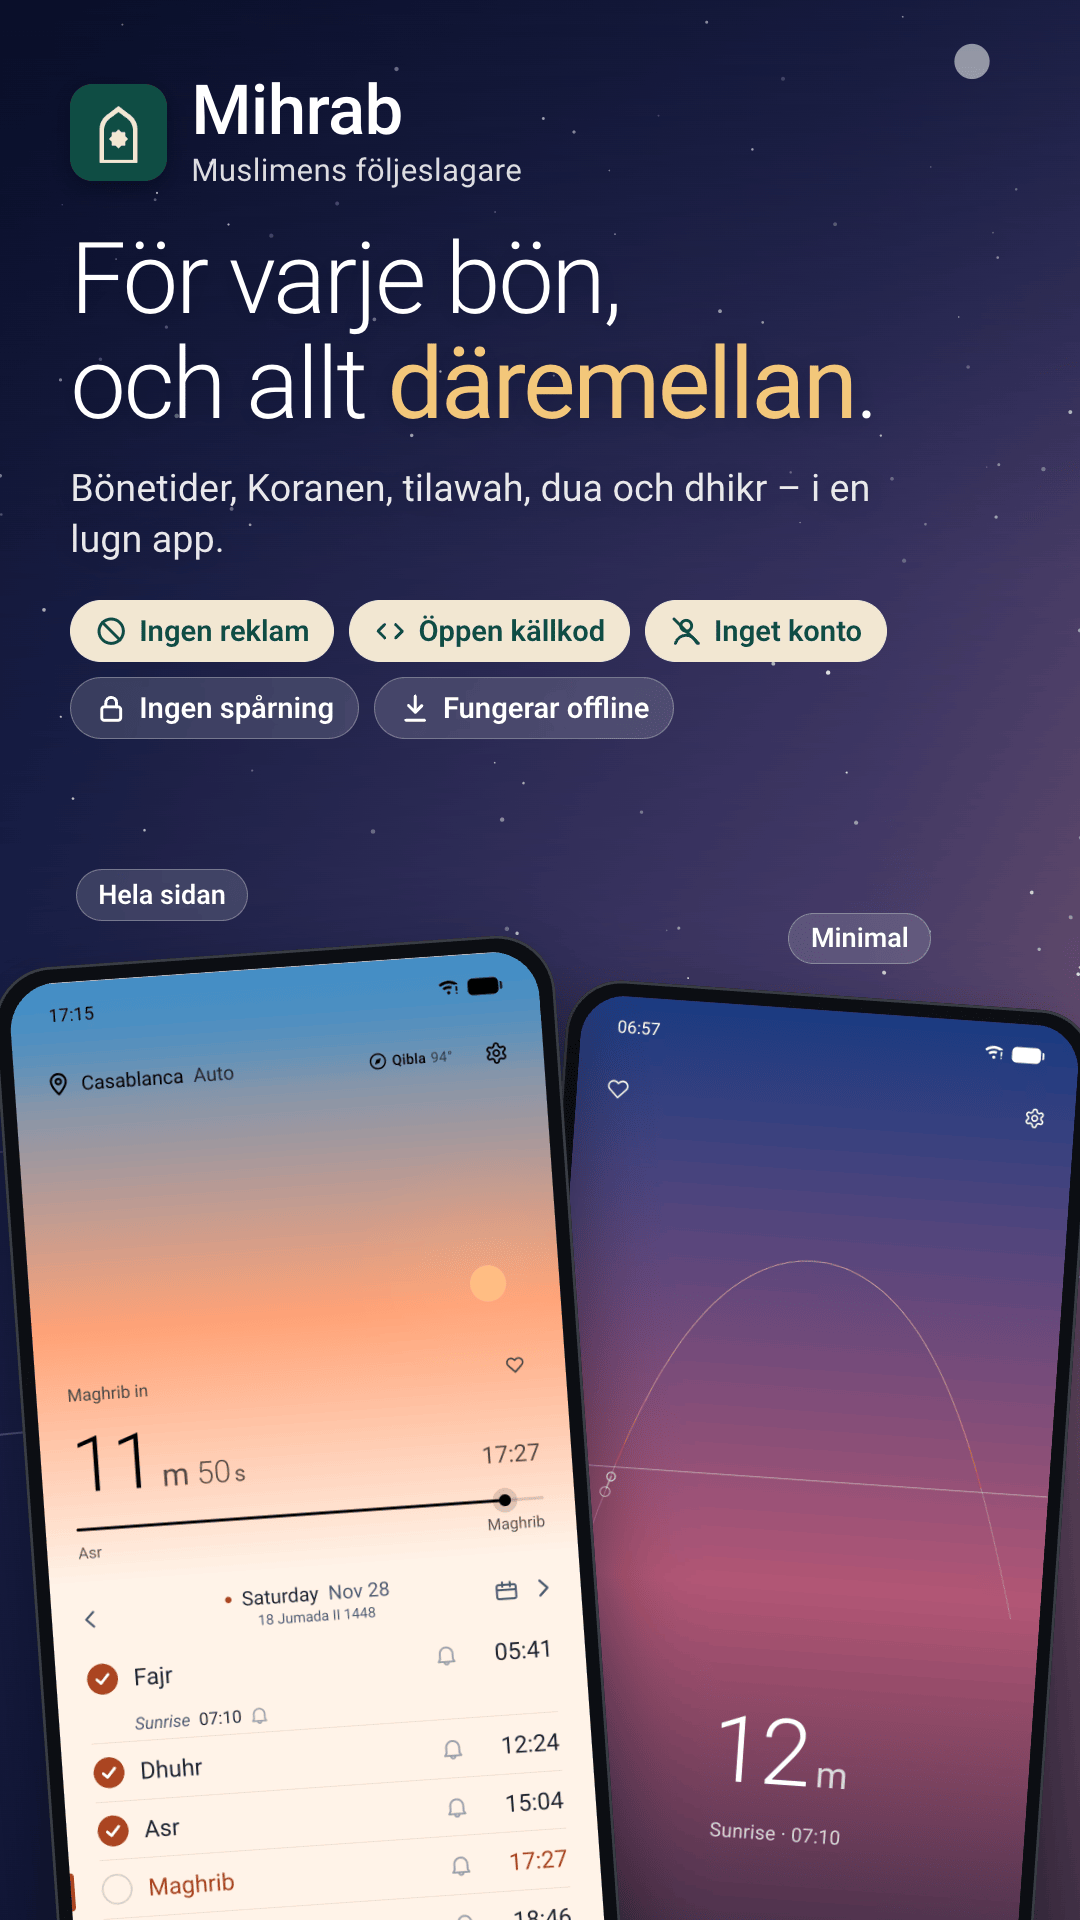 Mihrab
Muslimens följeslagare
För varje bön,
och allt däremellan.
Bönetider, Koranen, tilawah, dua och dhikr – i en
lugn app.
Ingen reklam
Öppen källkod
Inget konto
Ingen spårning
Fungerar offline
Hela sidan
Minimal
17:15
Casablanca Auto
Qibla 94°
Maghrib in
11 m 50 s
17:27
Asr
Maghrib
Saturday Nov 28
18 Jumada II 1448
Fajr 05:41
Sunrise 07:10
Dhuhr 12:24
Asr 15:04
Maghrib 17:27
18:46
06:57
12 m
Sunrise · 07:10